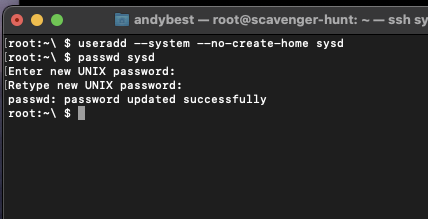 andybest — root@scavenger-hunt: ~ — ssh sy
[root:~\ $ useradd --system --no-create-home sysd
[root:~\ $ passwd sysd
[Enter new UNIX password:
[Retype new UNIX password:
passwd: password updated successfully
root:~\ $